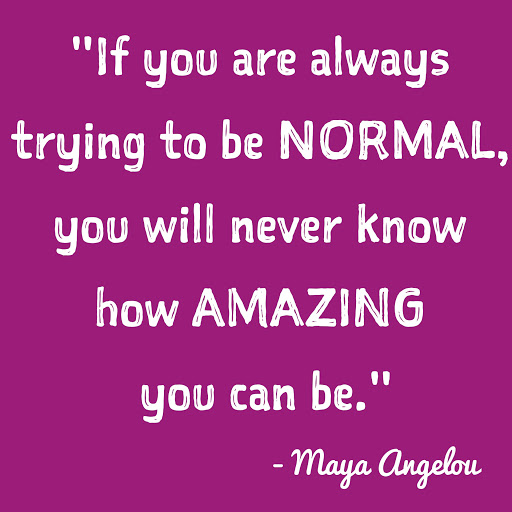 "If you are always
trying to be NORMAL,
you will never know
how AMAZING
you can be."
- Maya Angelou